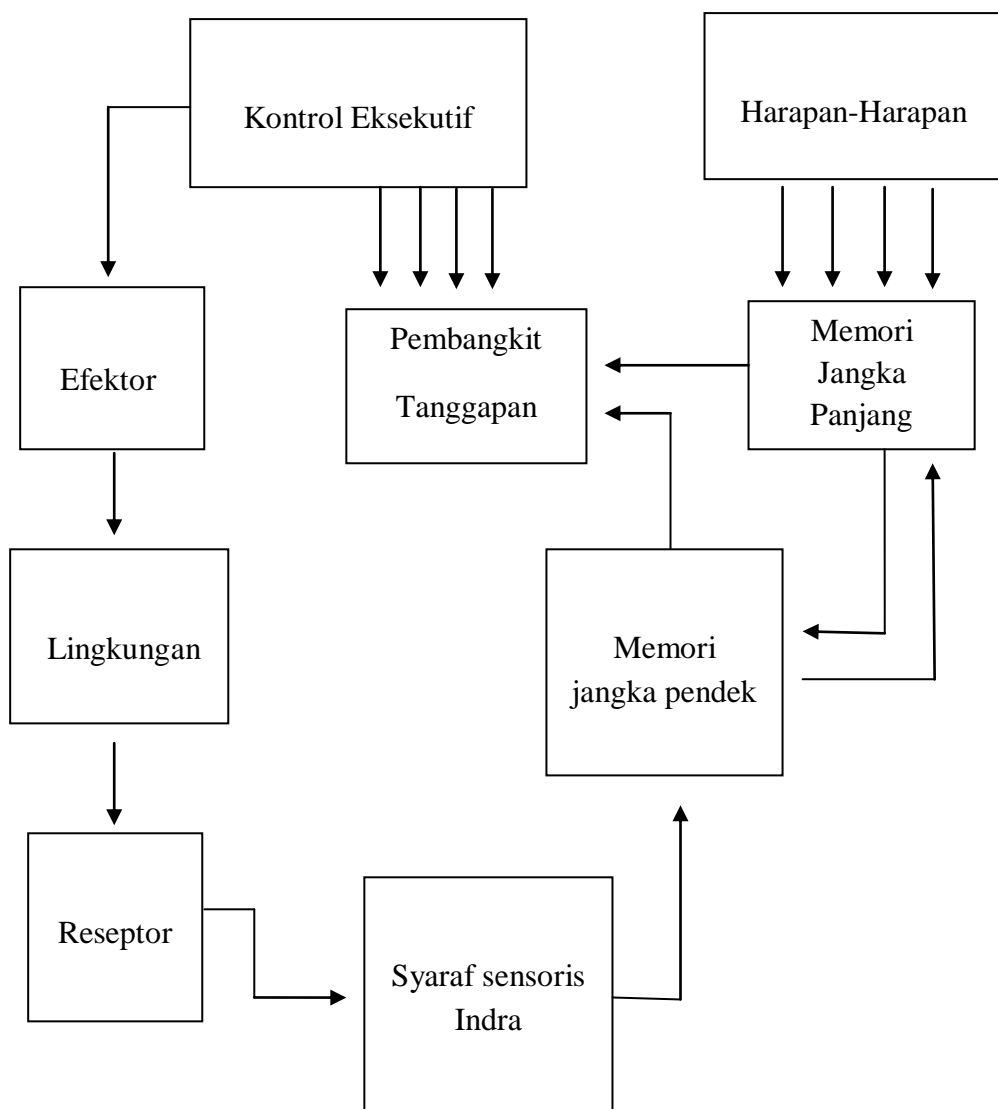 Kontrol Eksekutif
Harapan-Harapan
Efektor
Pembangkit
Tanggapan
Memori
Jangka
Panjang
Lingkungan
Memori
jangka pendek
Reseptor
Syaraf sensoris
Indra